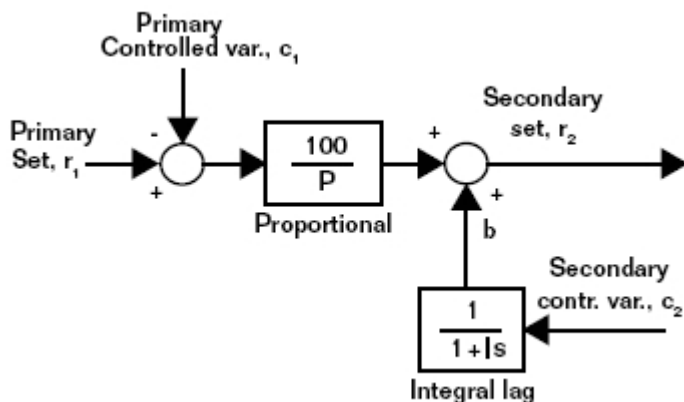 Primary
Controlled var., c₁
Primary
Set, r₁
-
+
100
P
Proportional
+
+
Secondary
set, r₂
b
Secondary
contr. var., c₂
1
1 + Is
Integral lag